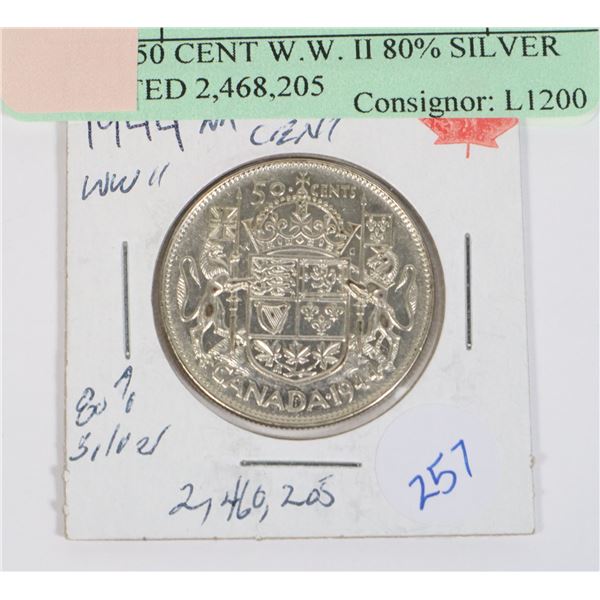 50 CENT W.W. II 80% SILVER
TED 2,468,205
Consignor: L1200
1944 CENT
WW II
50 CENTS
CANADA 1944
80%
Silver
2,460,205
257